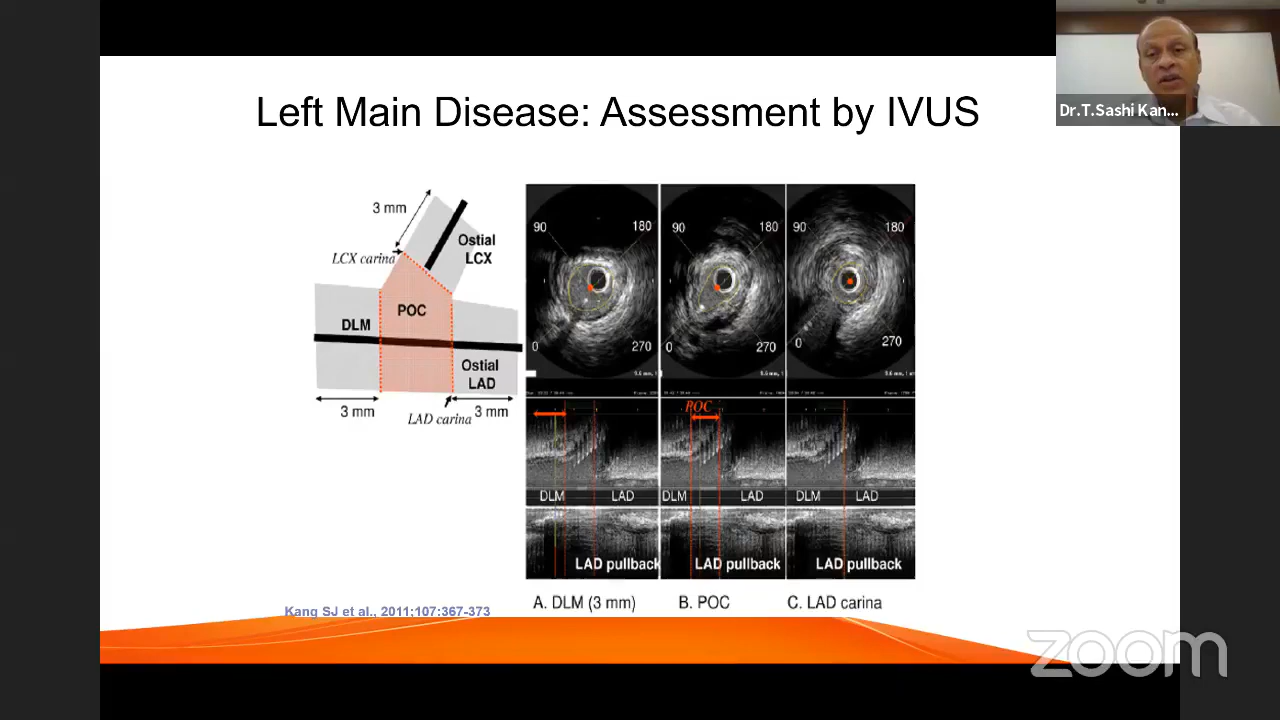 Dr.T.Sashi Kan...
Left Main Disease: Assessment by IVUS
3 mm
Ostial
LCX
LCX carina
POC
DLM
Ostial
LAD
3 mm
LAD carina
3 mm
90
180
0
270
90
180
0
270
90
180
0
270
POC
DLM
LAD
DLM
LAD
DLM
LAD
LAD pullback
LAD pullback
LAD pullback
A. DLM (3 mm)
B. POC
C. LAD carina
Kang SJ et al., 2011;107:367-373
zoom